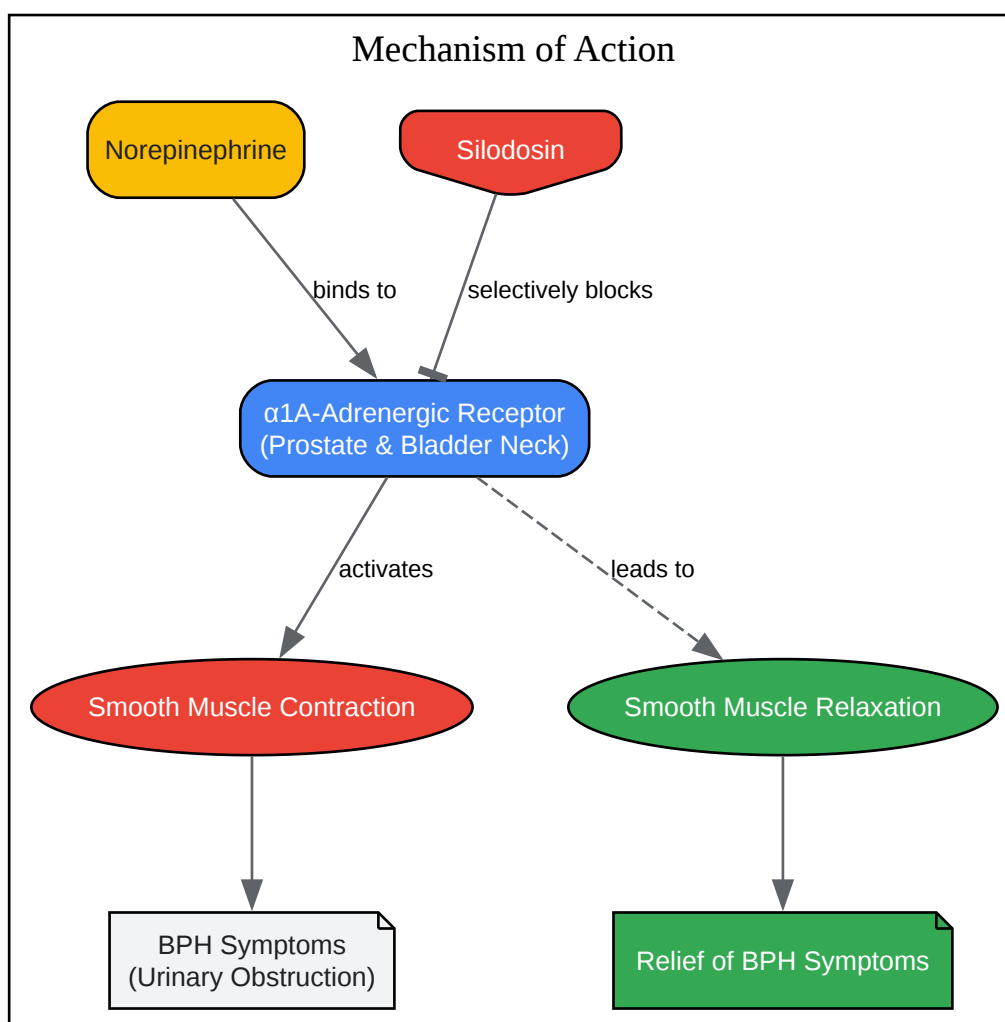 Mechanism of Action
Norepinephrine
Silodosin
binds to
selectively blocks
α1A-Adrenergic Receptor
(Prostate & Bladder Neck)
activates
leads to
Smooth Muscle Contraction
Smooth Muscle Relaxation
BPH Symptoms
(Urinary Obstruction)
Relief of BPH Symptoms